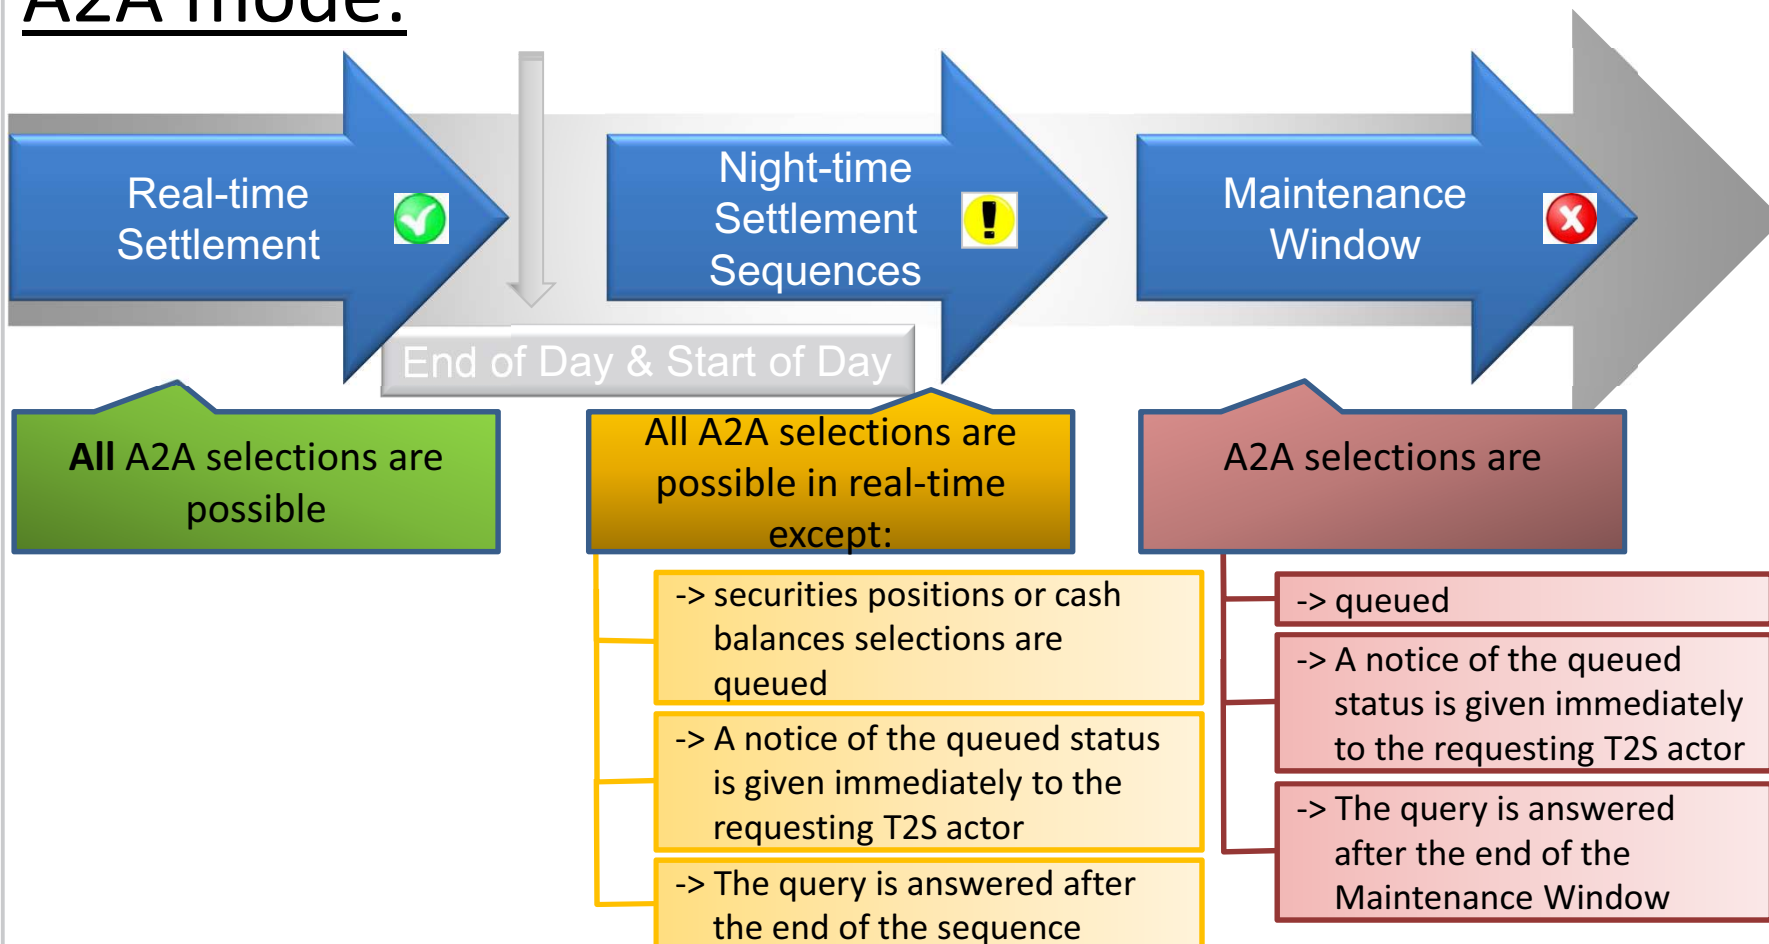 A2A mode:
Real-time
Settlement
Night-time
Settlement
Sequences
Maintenance
Window
End of Day & Start of Day
All A2A selections are
possible
All A2A selections are
possible in real-time
except:
-> securities positions or cash
balances selections are
queued
-> A notice of the queued status
is given immediately to the
requesting T2S actor
-> The query is answered after
the end of the sequence
A2A selections are
-> queued
-> A notice of the queued
status is given immediately
to the requesting T2S actor
-> The query is answered
after the end of the
Maintenance Window